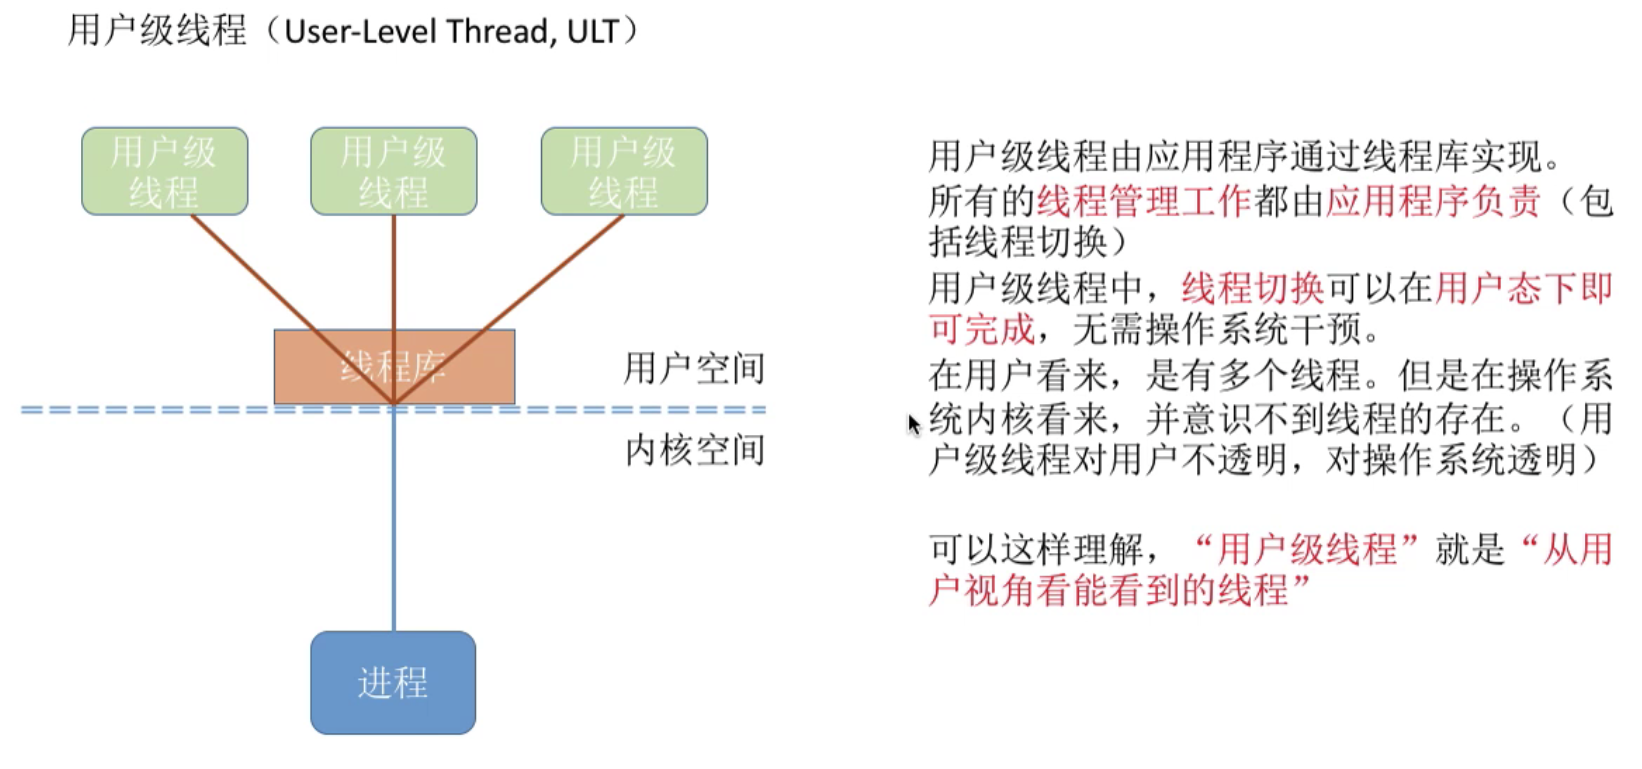 用户级线程（User-Level Thread, ULT）
用户级
线程
用户级
线程
用户级
线程
线程库
用户空间
内核空间
进程
用户级线程由应用程序通过线程库实现。
所有的线程管理工作都由应用程序负责（包
括线程切换）
用户级线程中，线程切换可以在用户态下即
可完成，无需操作系统干预。
在用户看来，是有多个线程。但是在操作系
统内核看来，并意识不到线程的存在。（用
户级线程对用户不透明，对操作系统透明）
可以这样理解，“用户级线程”就是“从用
户视角看能看到的线程”